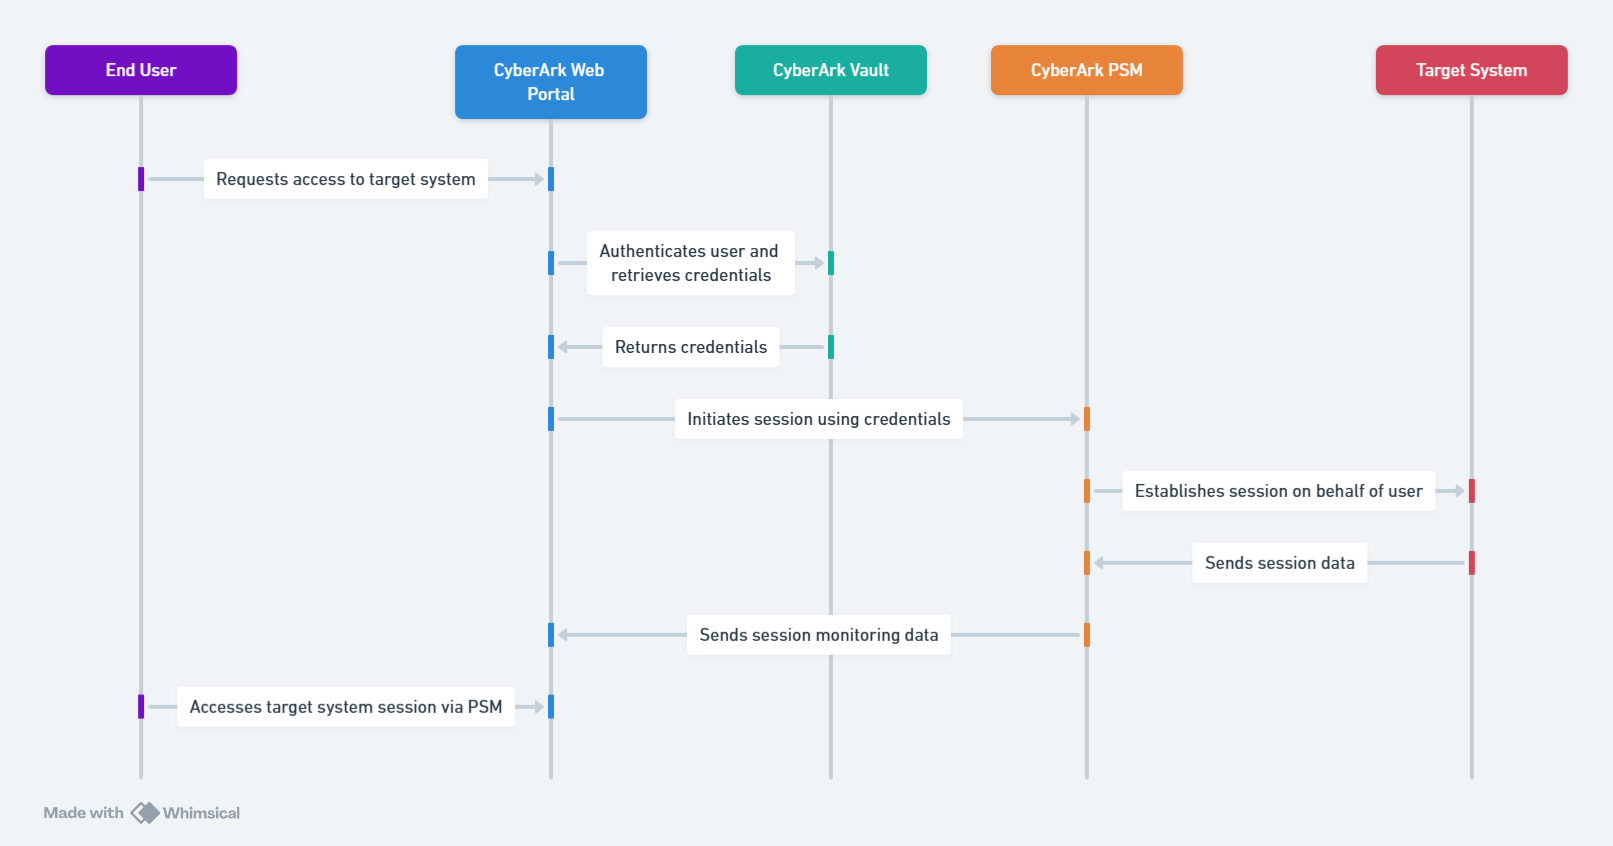 End User
CyberArk Web
Portal
CyberArk Vault
CyberArk PSM
Target System
Requests access to target system
Authenticates user and
retrieves credentials
Returns credentials
Initiates session using credentials
Establishes session on behalf of user
Sends session data
Sends session monitoring data
Accesses target system session via PSM
Made with Whimsical